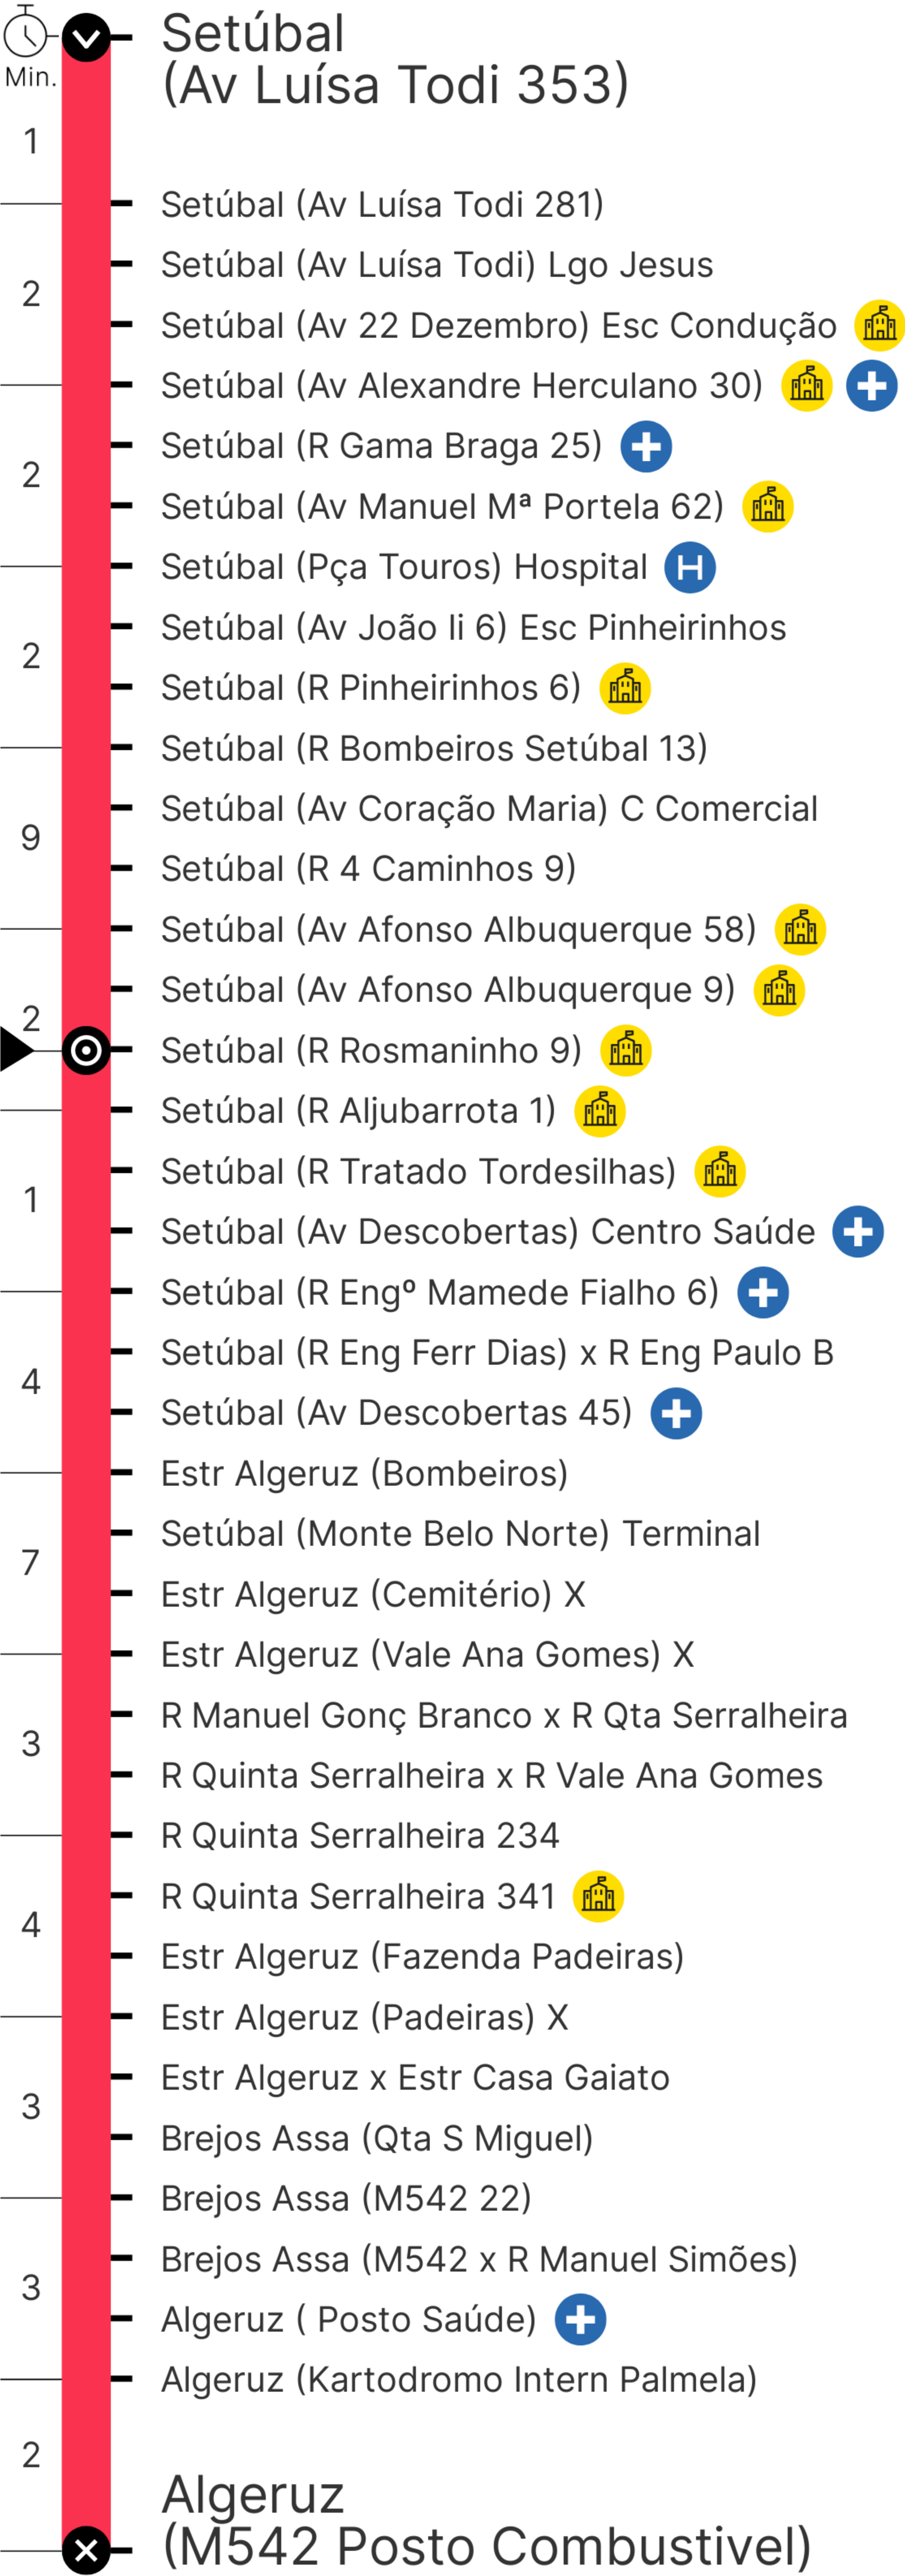 Setúbal
(Av Luísa Todi 353)
Min.
1
Setúbal (Av Luísa Todi 281)
Setúbal (Av Luísa Todi) Lgo Jesus
2
Setúbal (Av 22 Dezembro) Esc Condução
Setúbal (Av Alexandre Herculano 30)
Setúbal (R Gama Braga 25)
2
Setúbal (Av Manuel Mª Portela 62)
Setúbal (Pça Touros) Hospital H
Setúbal (Av João Ii 6) Esc Pinheirinhos
2
Setúbal (R Pinheirinhos 6)
Setúbal (R Bombeiros Setúbal 13)
Setúbal (Av Coração Maria) C Comercial
9
Setúbal (R 4 Caminhos 9)
Setúbal (Av Afonso Albuquerque 58)
Setúbal (Av Afonso Albuquerque 9)
2
Setúbal (R Rosmaninho 9)
Setúbal (R Aljubarrota 1)
Setúbal (R Tratado Tordesilhas)
1
Setúbal (Av Descobertas) Centro Saúde
Setúbal (R Engº Mamede Fialho 6)
Setúbal (R Eng Ferr Dias) x R Eng Paulo B
4
Setúbal (Av Descobertas 45)
Estr Algeruz (Bombeiros)
Setúbal (Monte Belo Norte) Terminal
7
Estr Algeruz (Cemitério) X
Estr Algeruz (Vale Ana Gomes) X
R Manuel Gonç Branco x R Qta Serralheira
3
R Quinta Serralheira x R Vale Ana Gomes
R Quinta Serralheira 234
R Quinta Serralheira 341
4
Estr Algeruz (Fazenda Padeiras)
Estr Algeruz (Padeiras) X
Estr Algeruz x Estr Casa Gaiato
3
Brejos Assa (Qta S Miguel)
Brejos Assa (M542 22)
Brejos Assa (M542 x R Manuel Simões)
3
Algeruz ( Posto Saúde)
Algeruz (Kartodromo Intern Palmela)
2
Algeruz
(M542 Posto Combustivel)